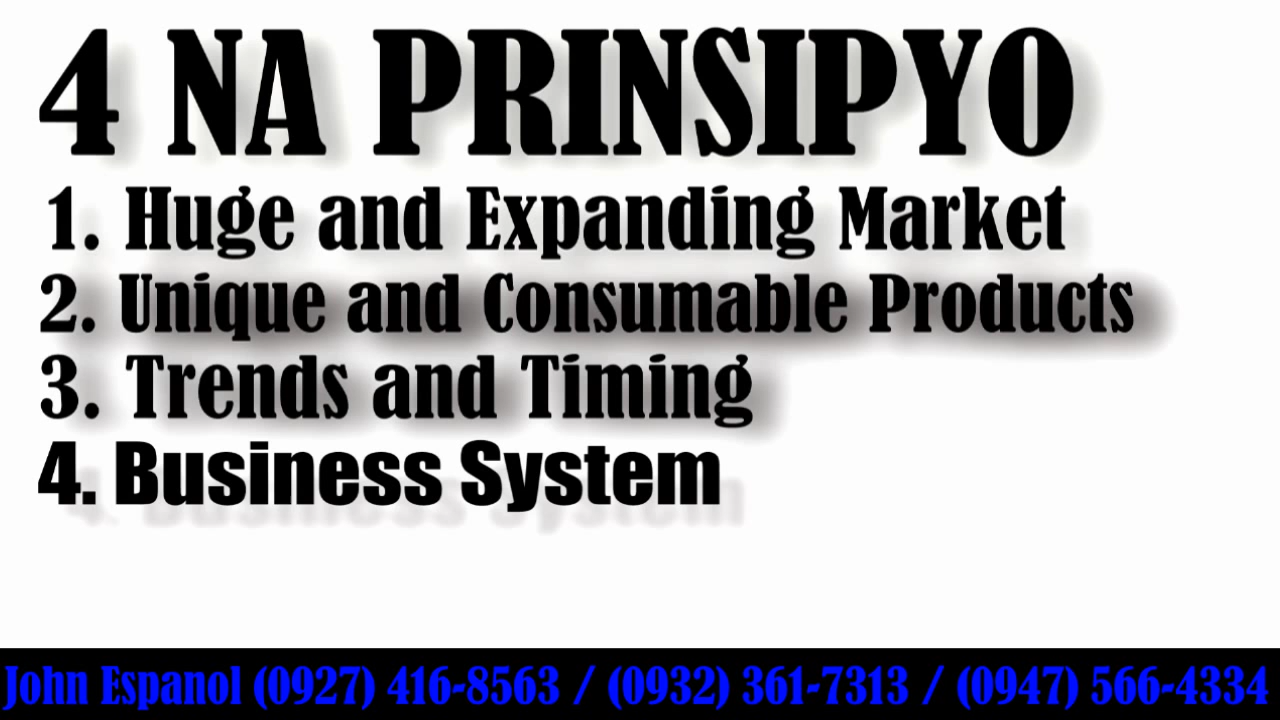 4 NA PRINSIPYO
1. Huge and Expanding Market
2. Unique and Consumable Products
3. Trends and Timing
4. Business System
John Espanol (0927) 416-8563 / (0932) 361-7313 / (0947) 566-4334